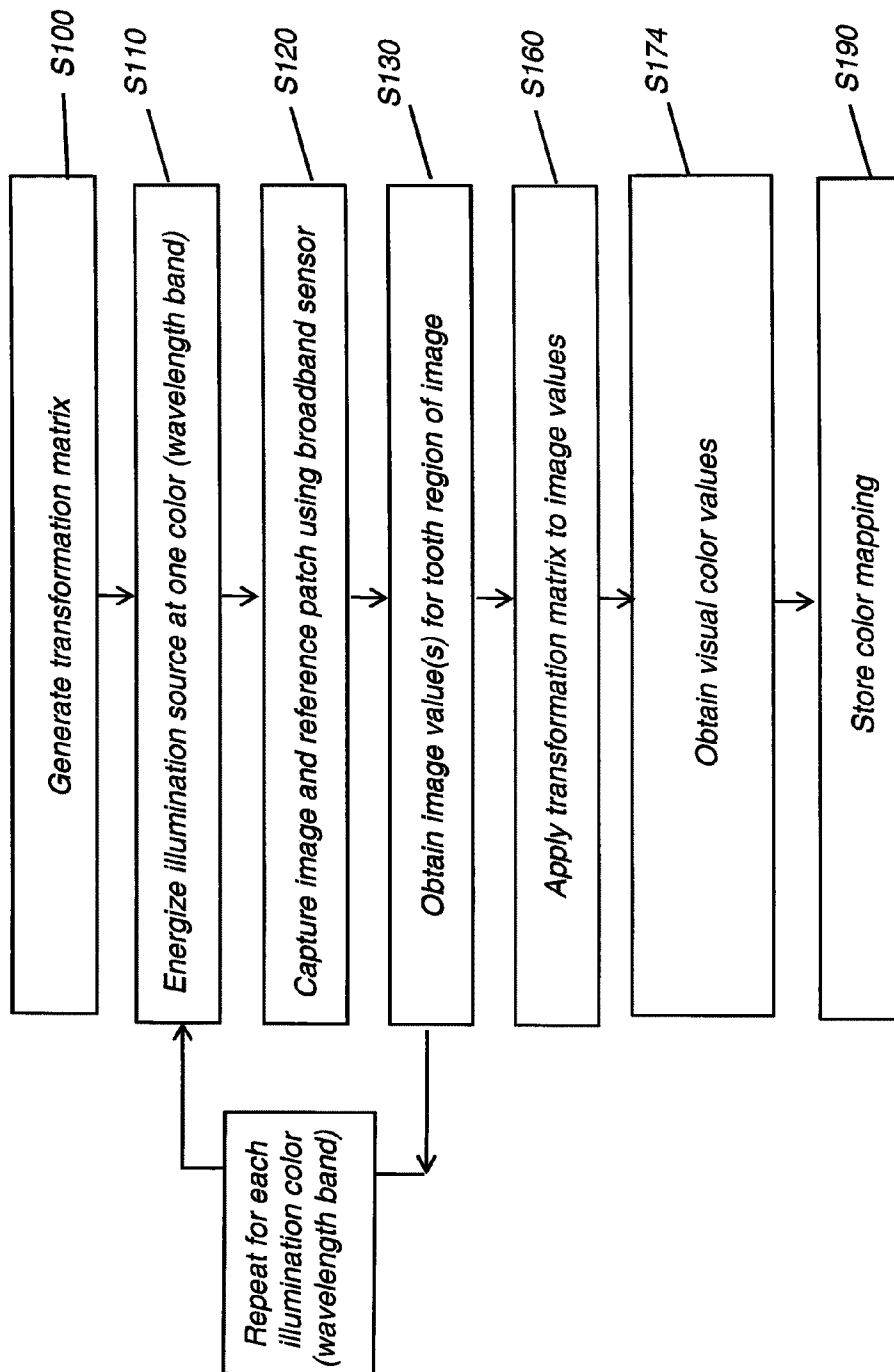 Generate transformation matrix
S100
Energize illumination source at one color (wavelength band)
S110
Capture image and reference patch using broadband sensor
S120
Obtain image value(s) for tooth region of image
S130
Repeat for each
illumination color
(wavelength band)
Apply transformation matrix to image values
S160
Obtain visual color values
S174
Store color mapping
S190